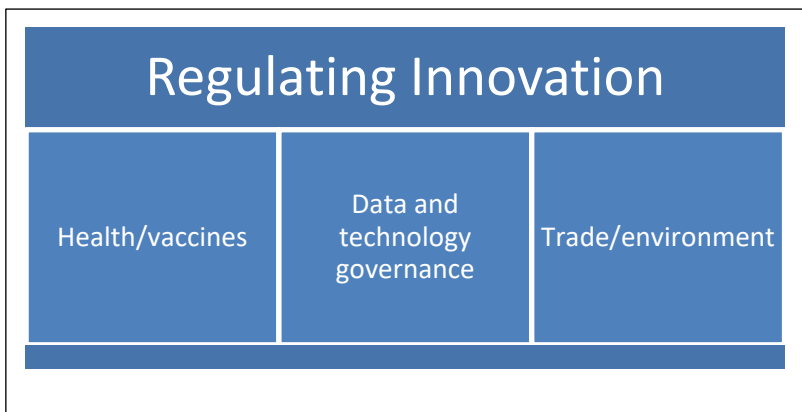 Regulating Innovation
Health/vaccines
Data and
technology
governance
Trade/environment